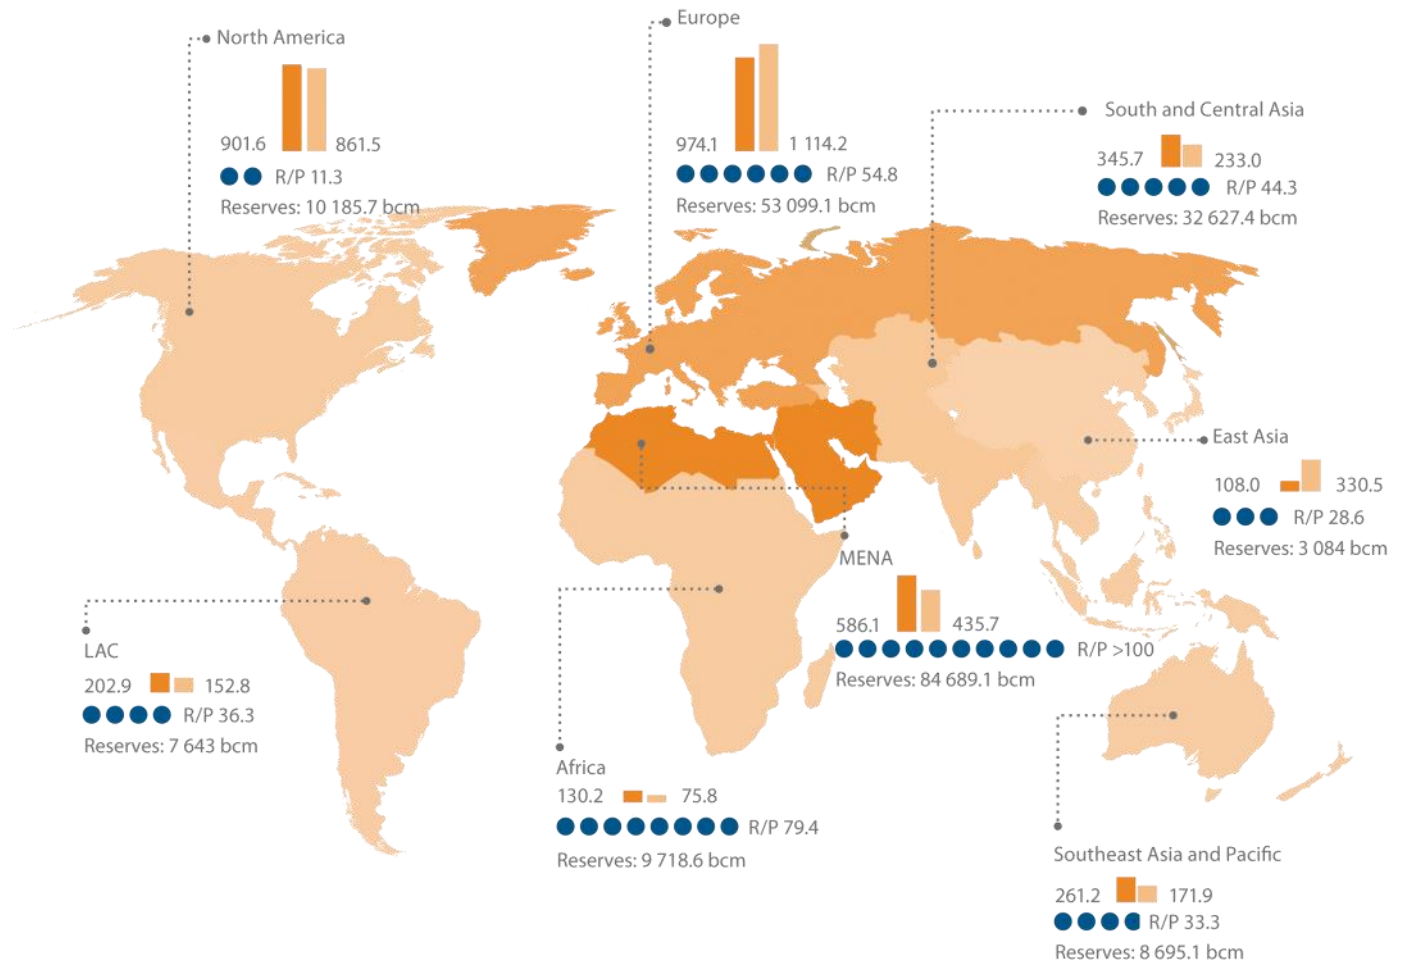 North America
901.6 861.5
R/P 11.3
Reserves: 10 185.7 bcm
Europe
974.1 1 114.2
R/P 54.8
Reserves: 53 099.1 bcm
South and Central Asia
345.7 233.0
R/P 44.3
Reserves: 32 627.4 bcm
East Asia
108.0 330.5
R/P 28.6
Reserves: 3 084 bcm
MENA
586.1 435.7
R/P >100
Reserves: 84 689.1 bcm
LAC
202.9 152.8
R/P 36.3
Reserves: 7 643 bcm
Africa
130.2 75.8
R/P 79.4
Reserves: 9 718.6 bcm
Southeast Asia and Pacific
261.2 171.9
R/P 33.3
Reserves: 8 695.1 bcm